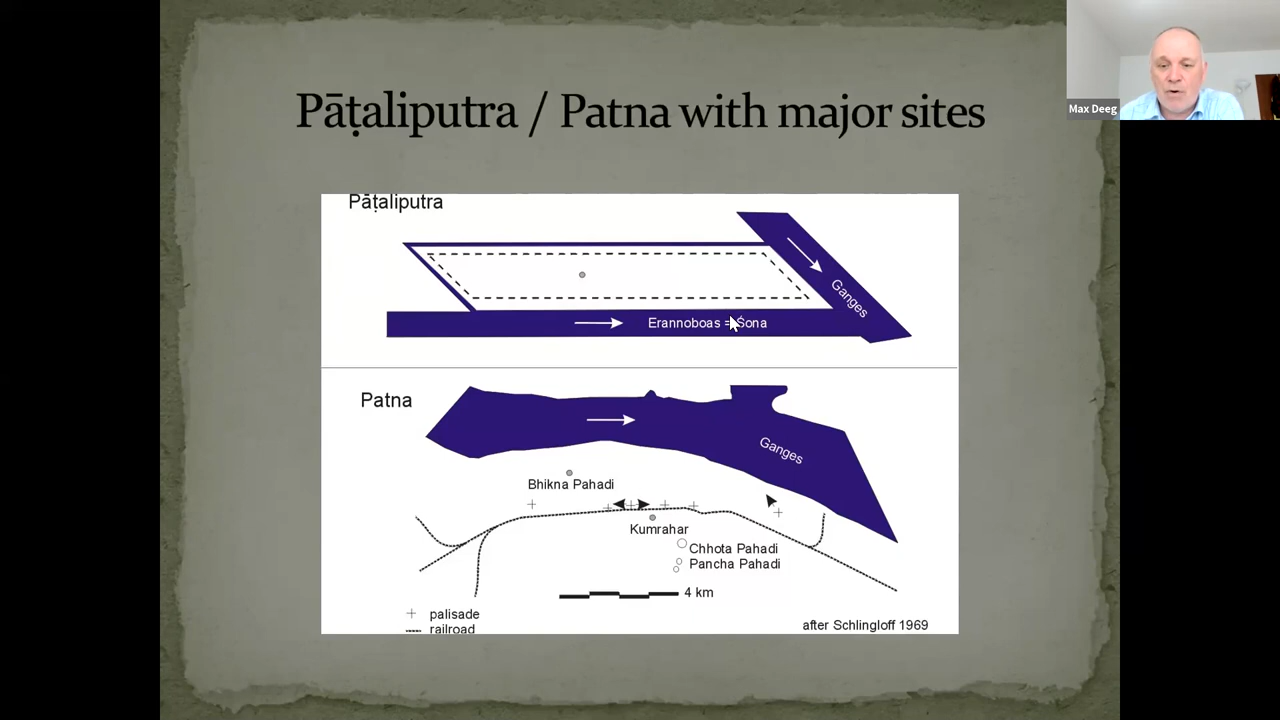 Max Deeg
Pāṭaliputra / Patna with major sites
Pāṭaliputra
Ganges
Erannoboas = Śona
Patna
Ganges
Bhikna Pahadi
Kumrahar
Chhota Pahadi
Pancha Pahadi
4 km
palisade
railroad
after Schlingloff 1969